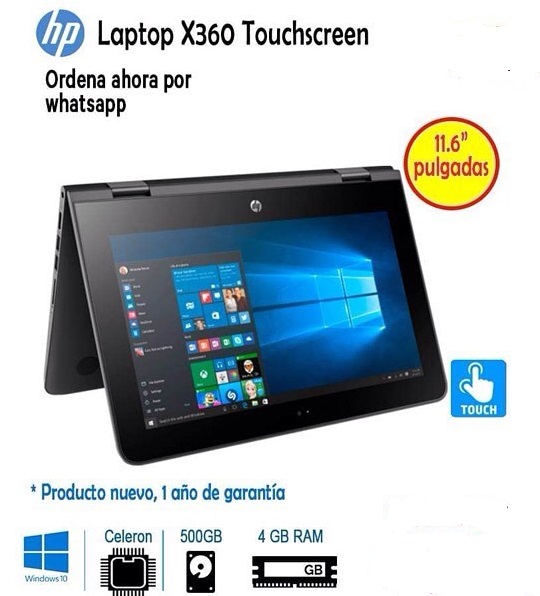 hp Laptop X360 Touchscreen
Ordena ahora por
whatsapp
11.6”
pulgadas
hp
TOUCH
* Producto nuevo, 1 año de garantía
Celeron
500GB
4 GB RAM
Windows10
GB